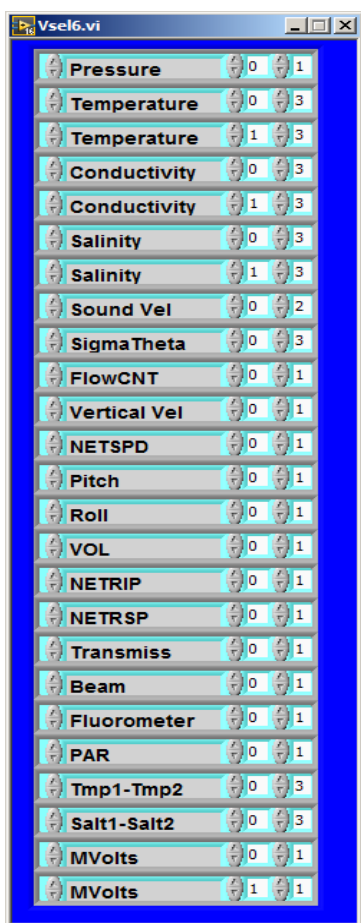 Vsel6.vi
Pressure 0 1
Temperature 0 3
Temperature 1 3
Conductivity 0 3
Conductivity 1 3
Salinity 0 3
Salinity 1 3
Sound Vel 0 2
SigmaTheta 0 3
FlowCNT 0 1
Vertical Vel 0 1
NETSPD 0 1
Pitch 0 1
Roll 0 1
VOL 0 1
NETRIP 0 1
NETRSP 0 1
Transmiss 0 1
Beam 0 1
Fluorometer 0 1
PAR 0 1
Tmp1-Tmp2 0 3
Salt1-Salt2 0 3
MVolts 0 1
MVolts 1 1